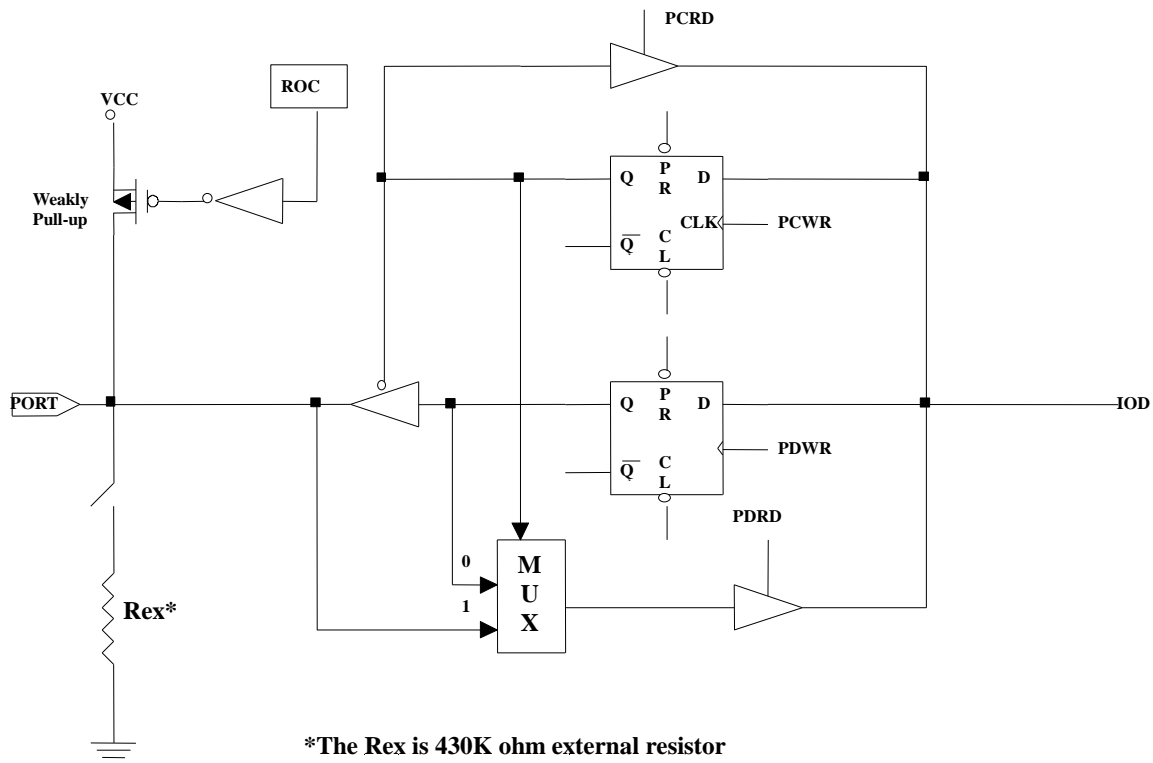 PCRD
ROC
VCC
Weakly
Pull-up
Q
P
R
D
CLK
PCWR
Q
C
L
PORT
Q
P
R
D
IOD
PDWR
Q
C
L
PDRD
0
1
M
U
X
Rex*
*The Rex is 430K ohm external resistor